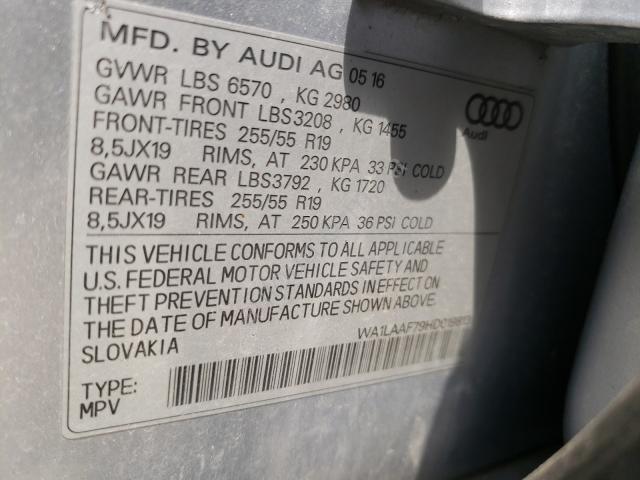 MFD. BY AUDI AG 05 16
GVWR LBS 6570 , KG 2980
GAWR FRONT LBS3208 , KG 1455
FRONT-TIRES 255/55 R19
8,5JX19 RIMS, AT 230 KPA 33 PSI COLD
GAWR REAR LBS3792 , KG 1720
REAR-TIRES 255/55 R19
8,5JX19 RIMS, AT 250 KPA 36 PSI COLD
Audi
THIS VEHICLE CONFORMS TO ALL APPLICABLE
U.S. FEDERAL MOTOR VEHICLE SAFETY AND
THEFT PREVENTION STANDARDS IN EFFECT ON
THE DATE OF MANUFACTURE SHOWN ABOVE.
SLOVAKIA
TYPE:
MPV